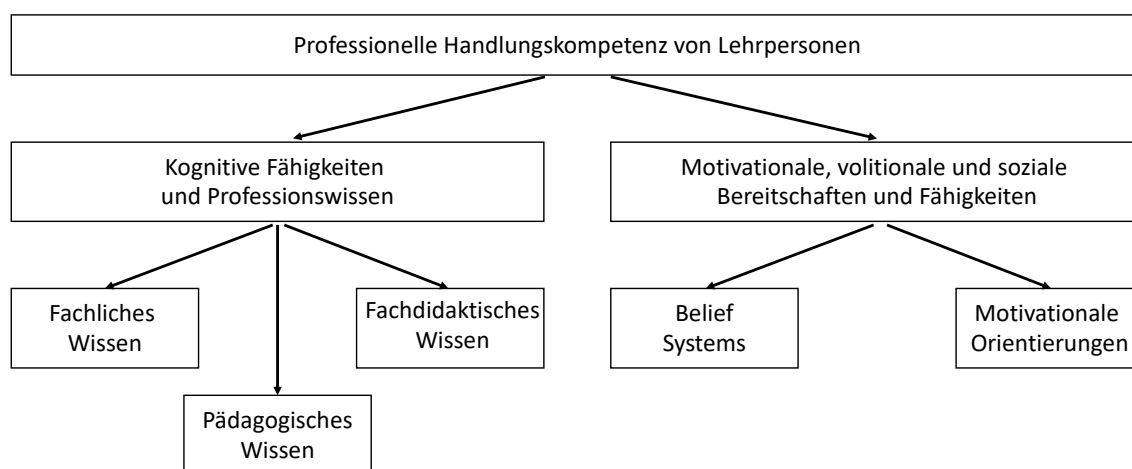 Professionelle Handlungskompetenz von Lehrpersonen
Kognitive Fähigkeiten
und Professionswissen
Motivationale, volitionale und soziale
Bereitschaften und Fähigkeiten
Fachliches
Wissen
Fachdidaktisches
Wissen
Belief
Systems
Motivationale
Orientierungen
Pädagogisches
Wissen